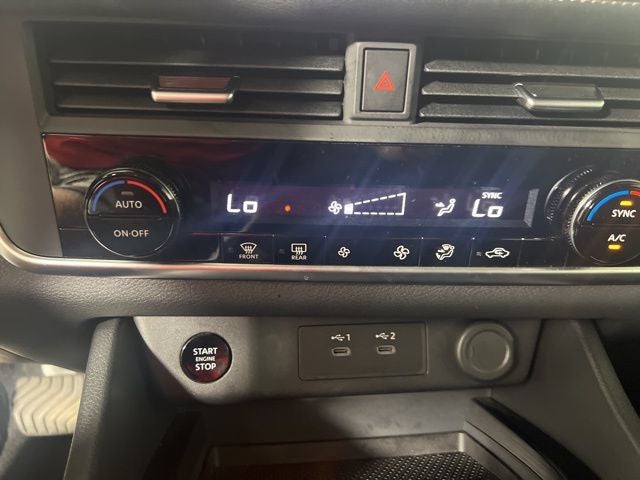 AUTO
ON·OFF
Lo
SYNC
Lo
SYNC
A/C
FRONT
REAR
START
ENGINE
STOP
1
2